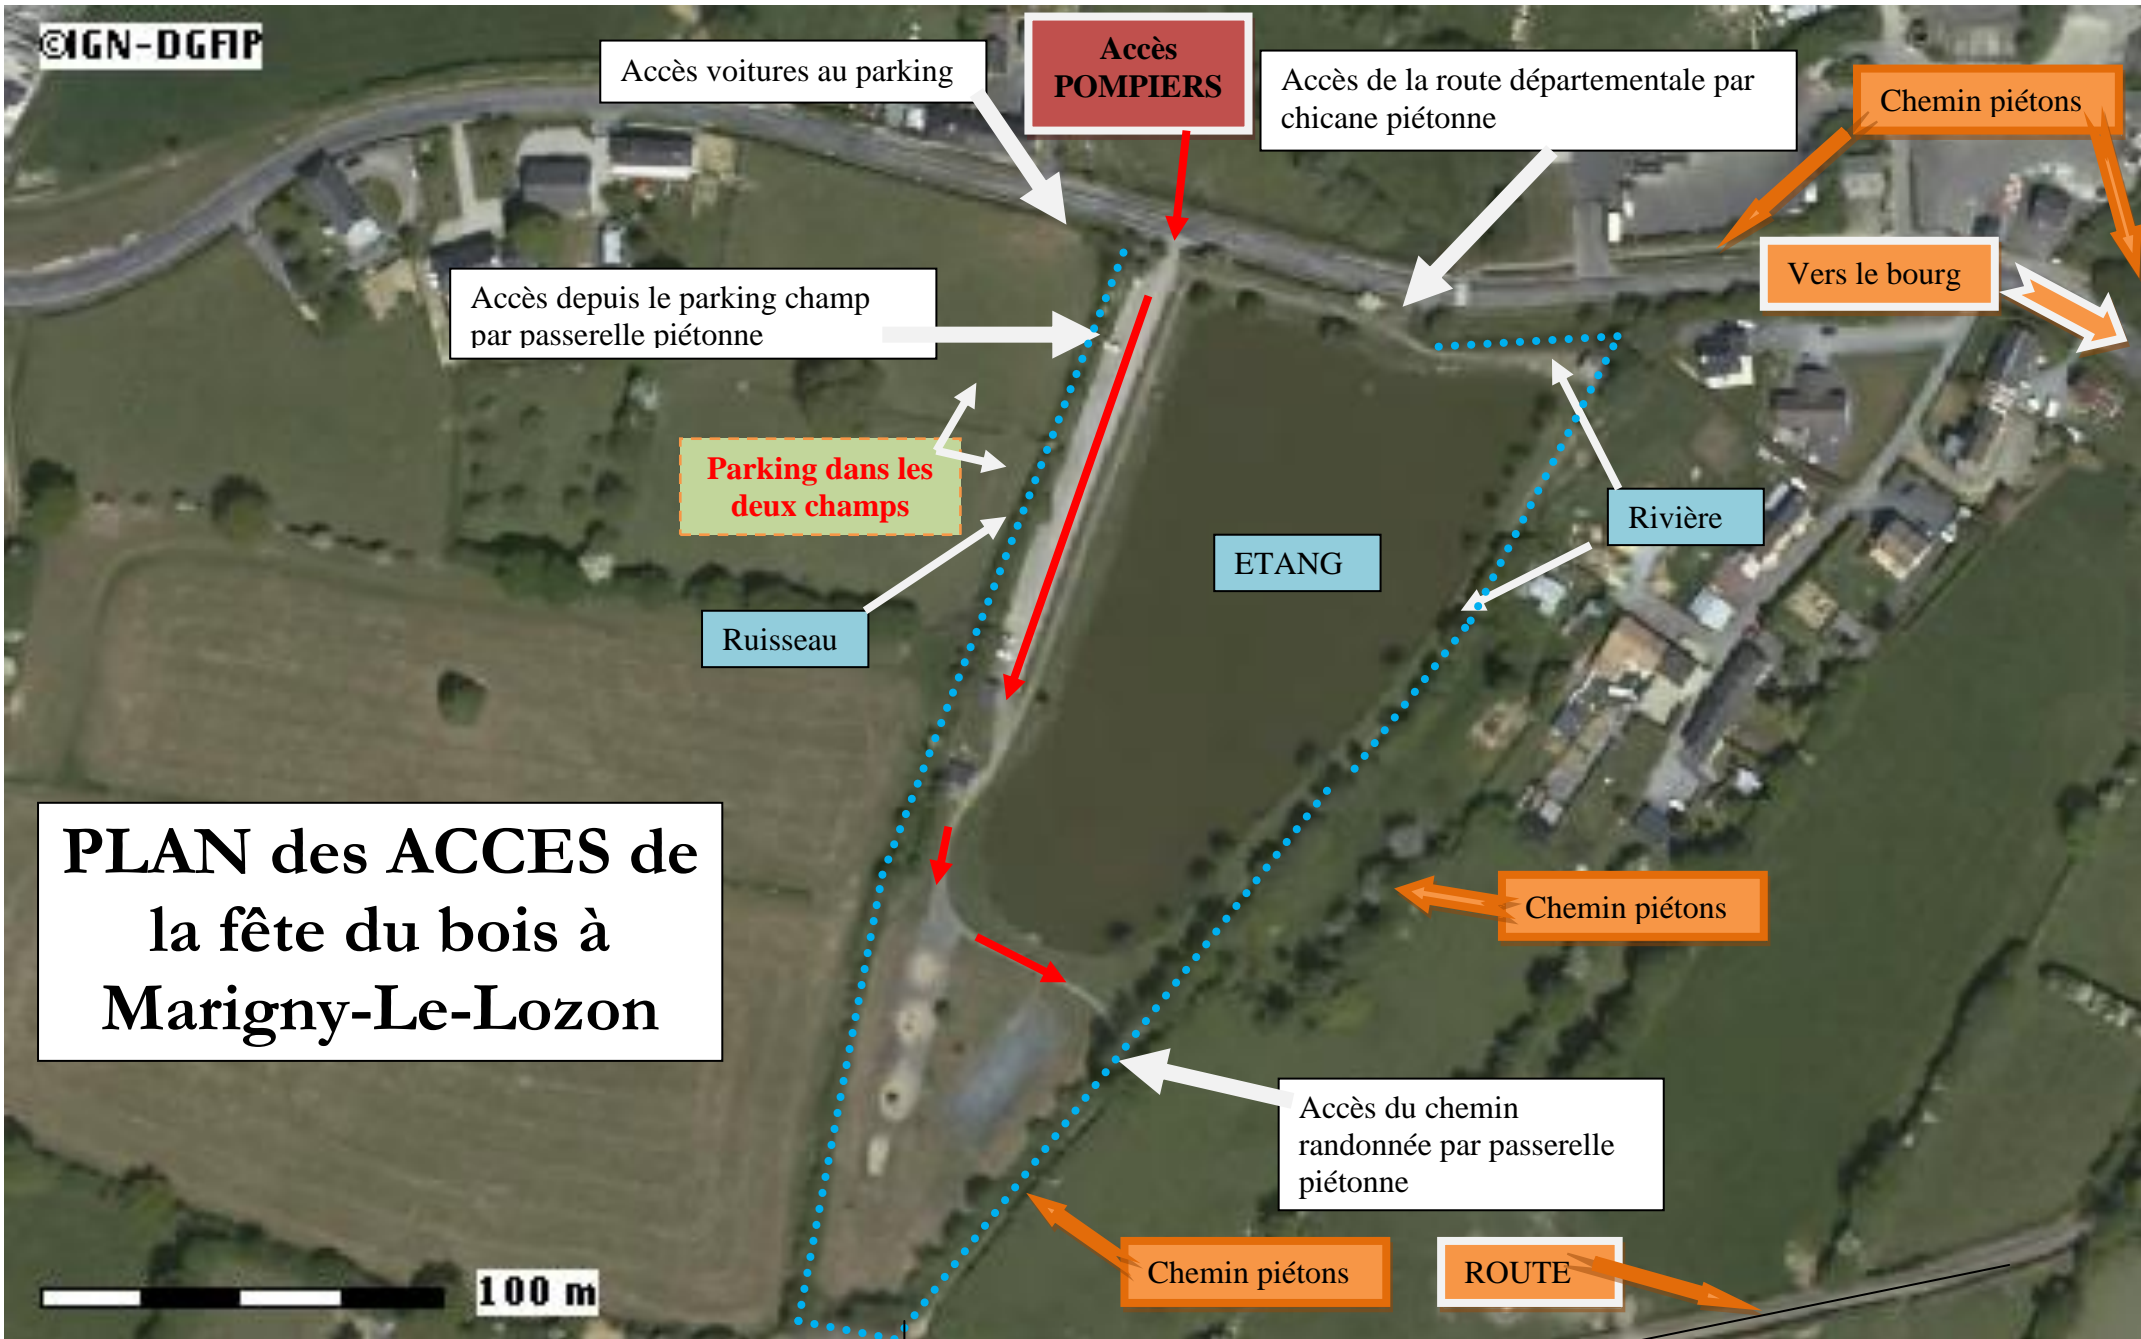 ©IGN-DGFIP
Accès voitures au parking
Accès
POMPIERS
Accès de la route départementale par
chicane piétonne
Chemin piétons
Vers le bourg
Accès depuis le parking champ
par passerelle piétonne
Parking dans les
deux champs
Rivière
ETANG
Ruisseau
PLAN des ACCES de
la fête du bois à
Marigny-Le-Lozon
Chemin piétons
Accès du chemin
randonnée par passerelle
piétonne
Chemin piétons
ROUTE
100 m